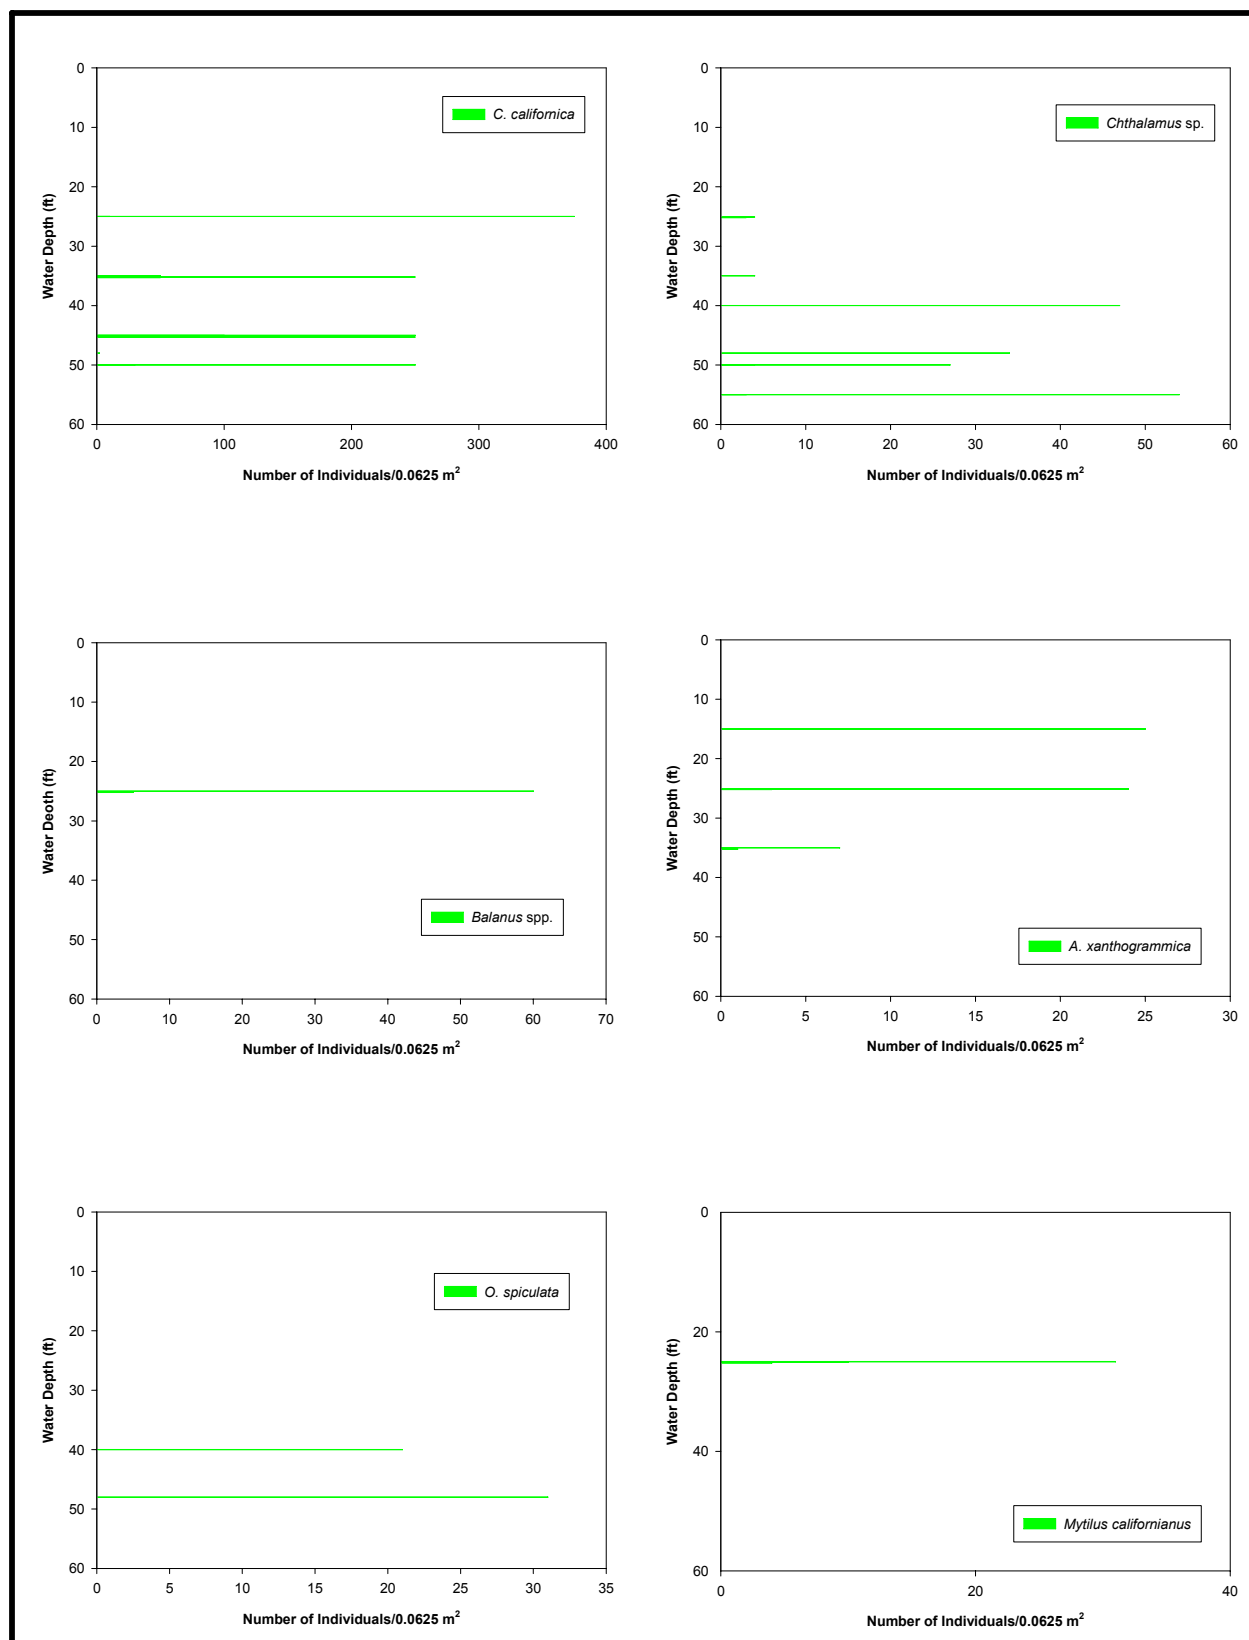 0
10
20
30
40
50
60
Water Depth (ft)
C. californica
0 100 200 300 400
Number of Individuals/0.0625 m²
0
10
20
30
40
50
60
Water Depth (ft)
Chthalamus sp.
0 10 20 30 40 50 60
Number of Individuals/0.0625 m²
0
10
20
30
40
50
60
Water Deoth (ft)
Balanus spp.
0 10 20 30 40 50 60 70
Number of Individuals/0.0625 m²
0
10
20
30
40
50
60
Water Depth (ft)
A. xanthogrammica
0 5 10 15 20 25 30
Number of Individuals/0.0625 m²
0
10
20
30
40
50
60
Water Depth (ft)
O. spiculata
0 5 10 15 20 25 30 35
Number of Individuals/0.0625 m²
0
20
40
60
Water Depth (ft)
Mytilus californianus
0 20 40
Number of Individuals/0.0625 m²